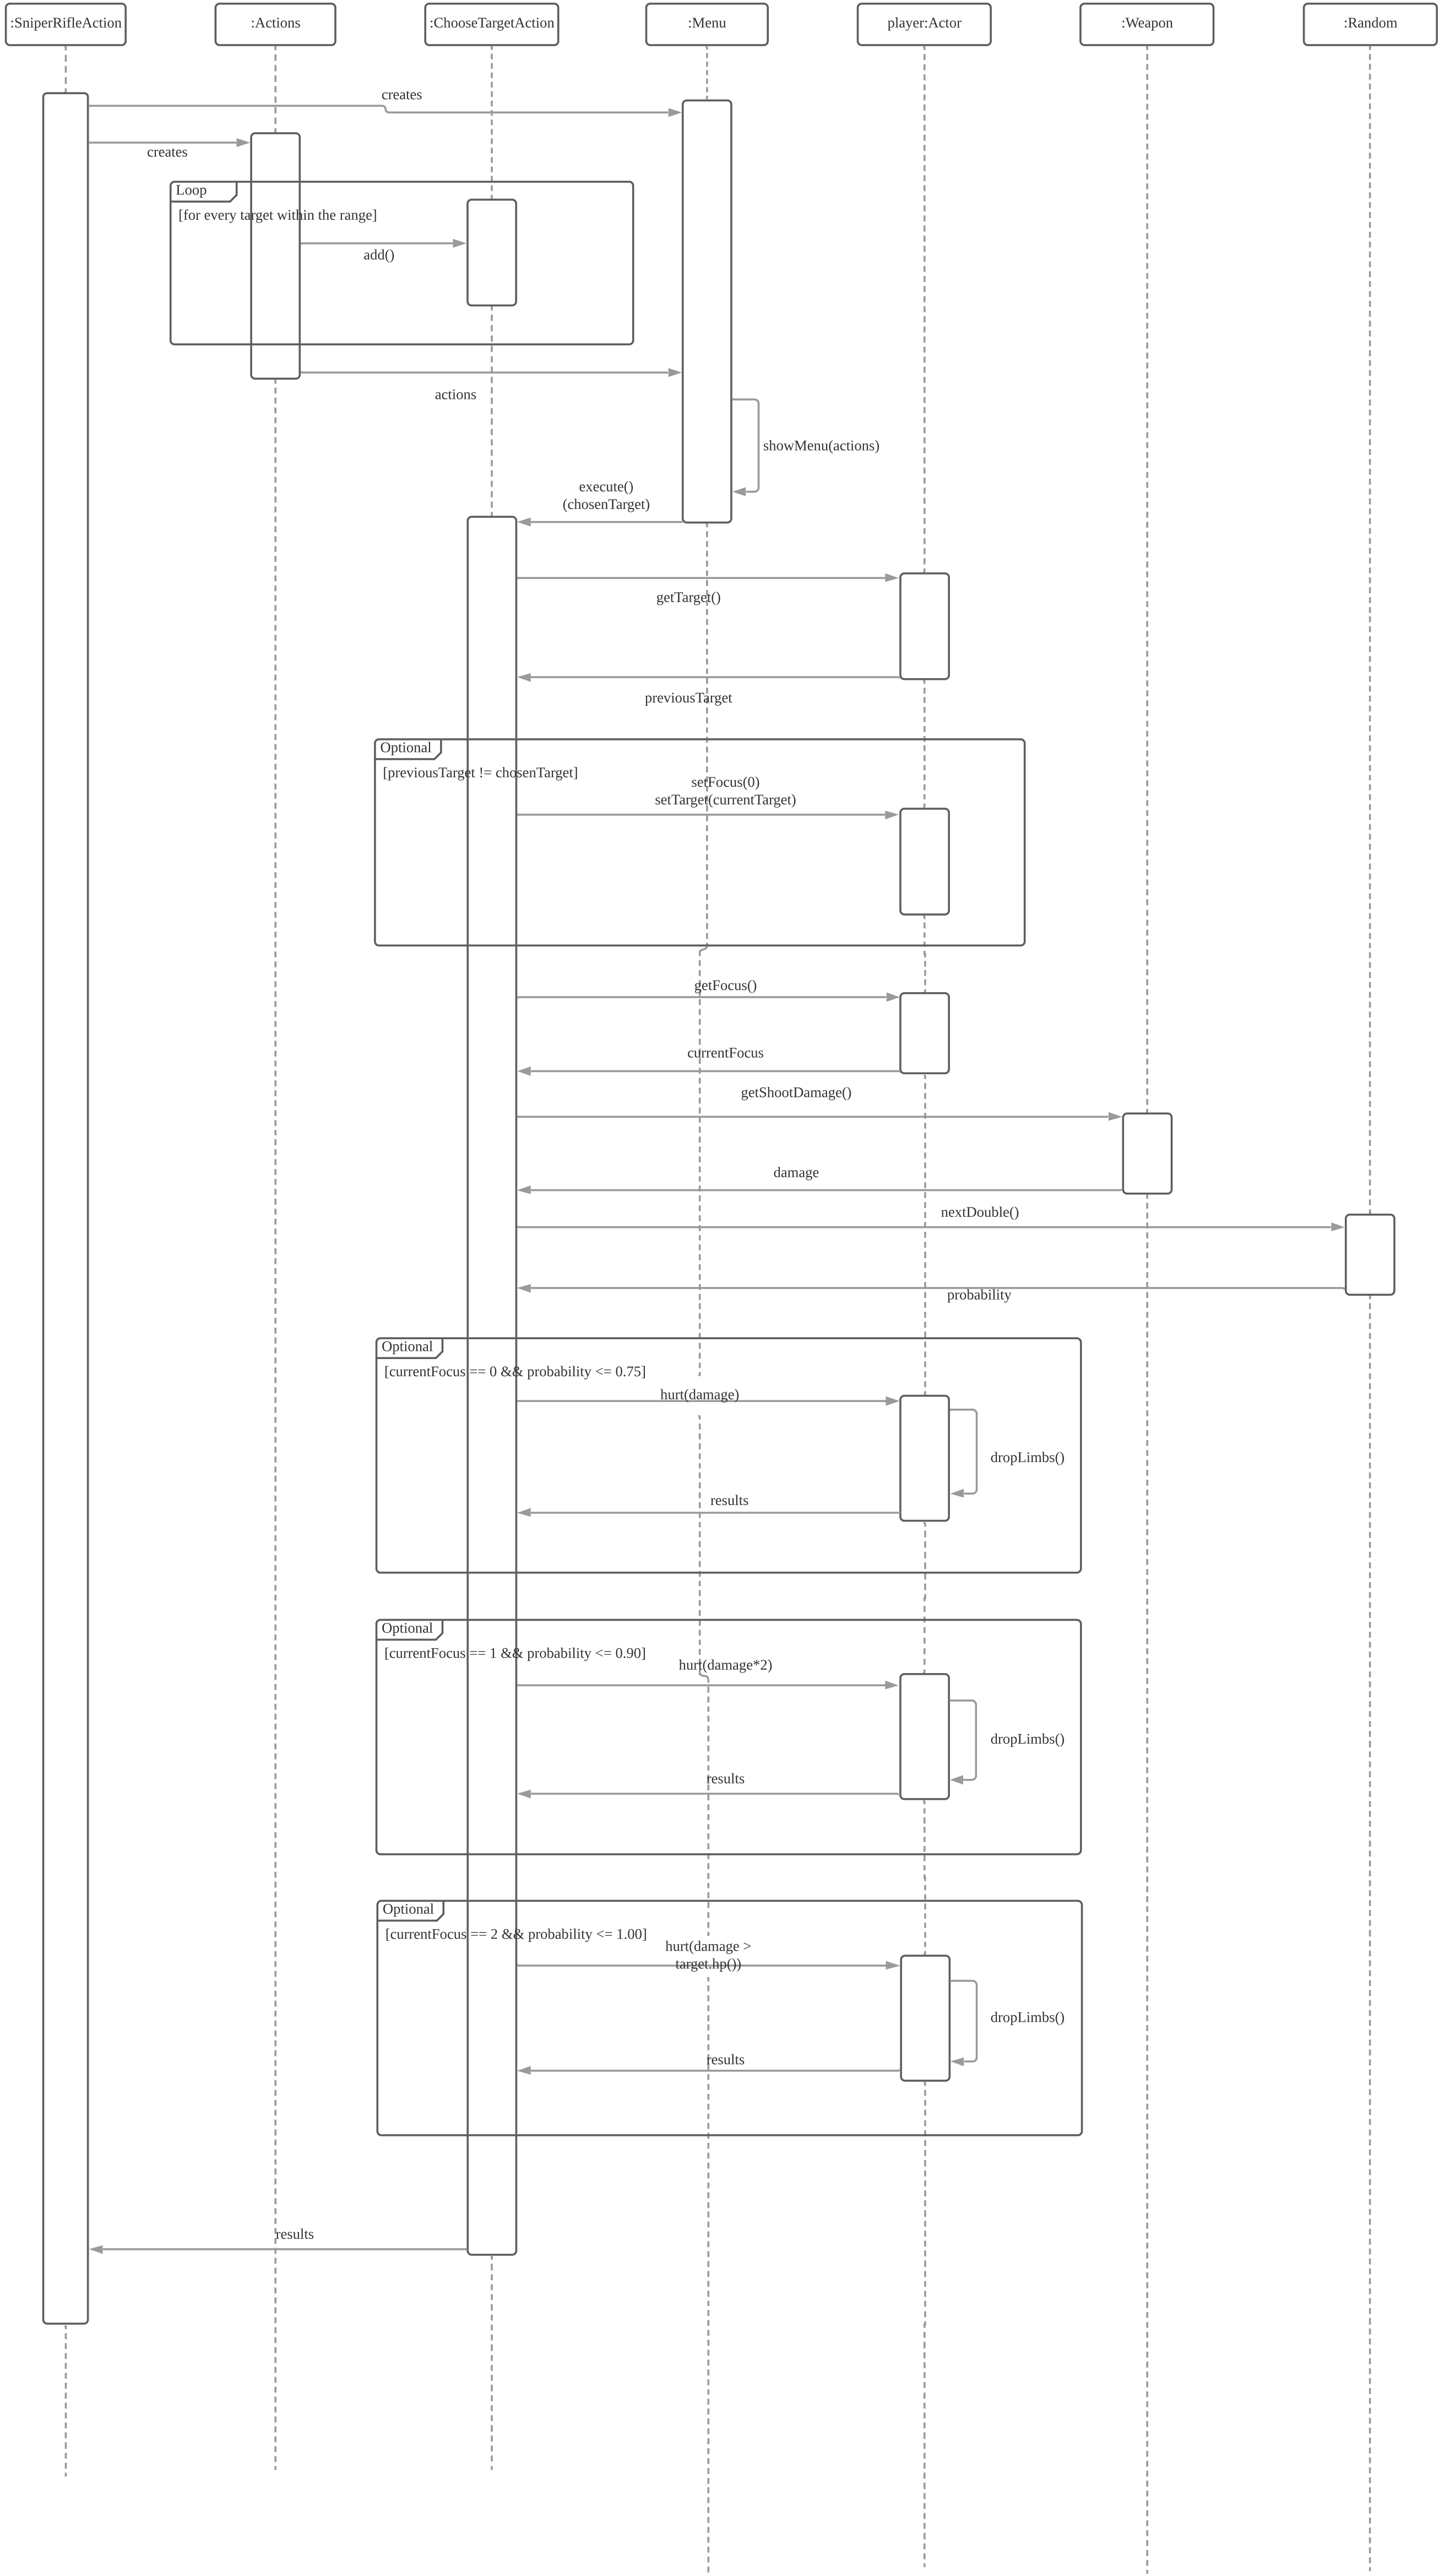 :SniperRifleAction
:Actions
:ChooseTargetAction
:Menu
player:Actor
:Weapon
:Random
creates
creates
Loop
[for every target within the range]
add()
actions
showMenu(actions)
execute()
(chosenTarget)
getTarget()
previousTarget
Optional
[previousTarget != chosenTarget]
setFocus(0)
setTarget(currentTarget)
getFocus()
currentFocus
getShootDamage()
damage
nextDouble()
probability
Optional
[currentFocus == 0 && probability <= 0.75]
hurt(damage)
dropLimbs()
results
Optional
[currentFocus == 1 && probability <= 0.90]
hurt(damage*2)
dropLimbs()
results
Optional
[currentFocus == 2 && probability <= 1.00]
hurt(damage >
target.hp())
dropLimbs()
results
results